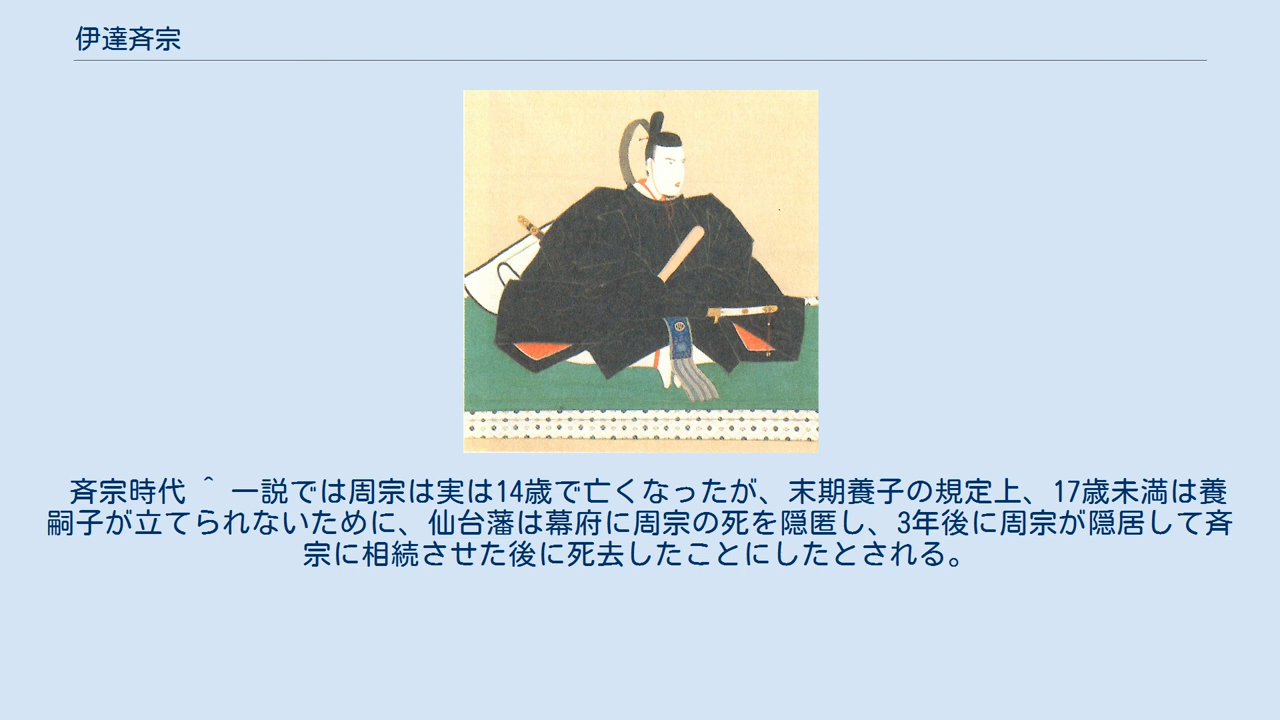 伊達斉宗
斉宗時代 ^ 一説では周宗は実は14歳で亡くなったが、末期養子の規定上、17歳未満は養
嗣子が立てられないために、仙台藩は幕府に周宗の死を隠匿し、3年後に周宗が隠居して斉
宗に相続させた後に死去したことにしたとされる。